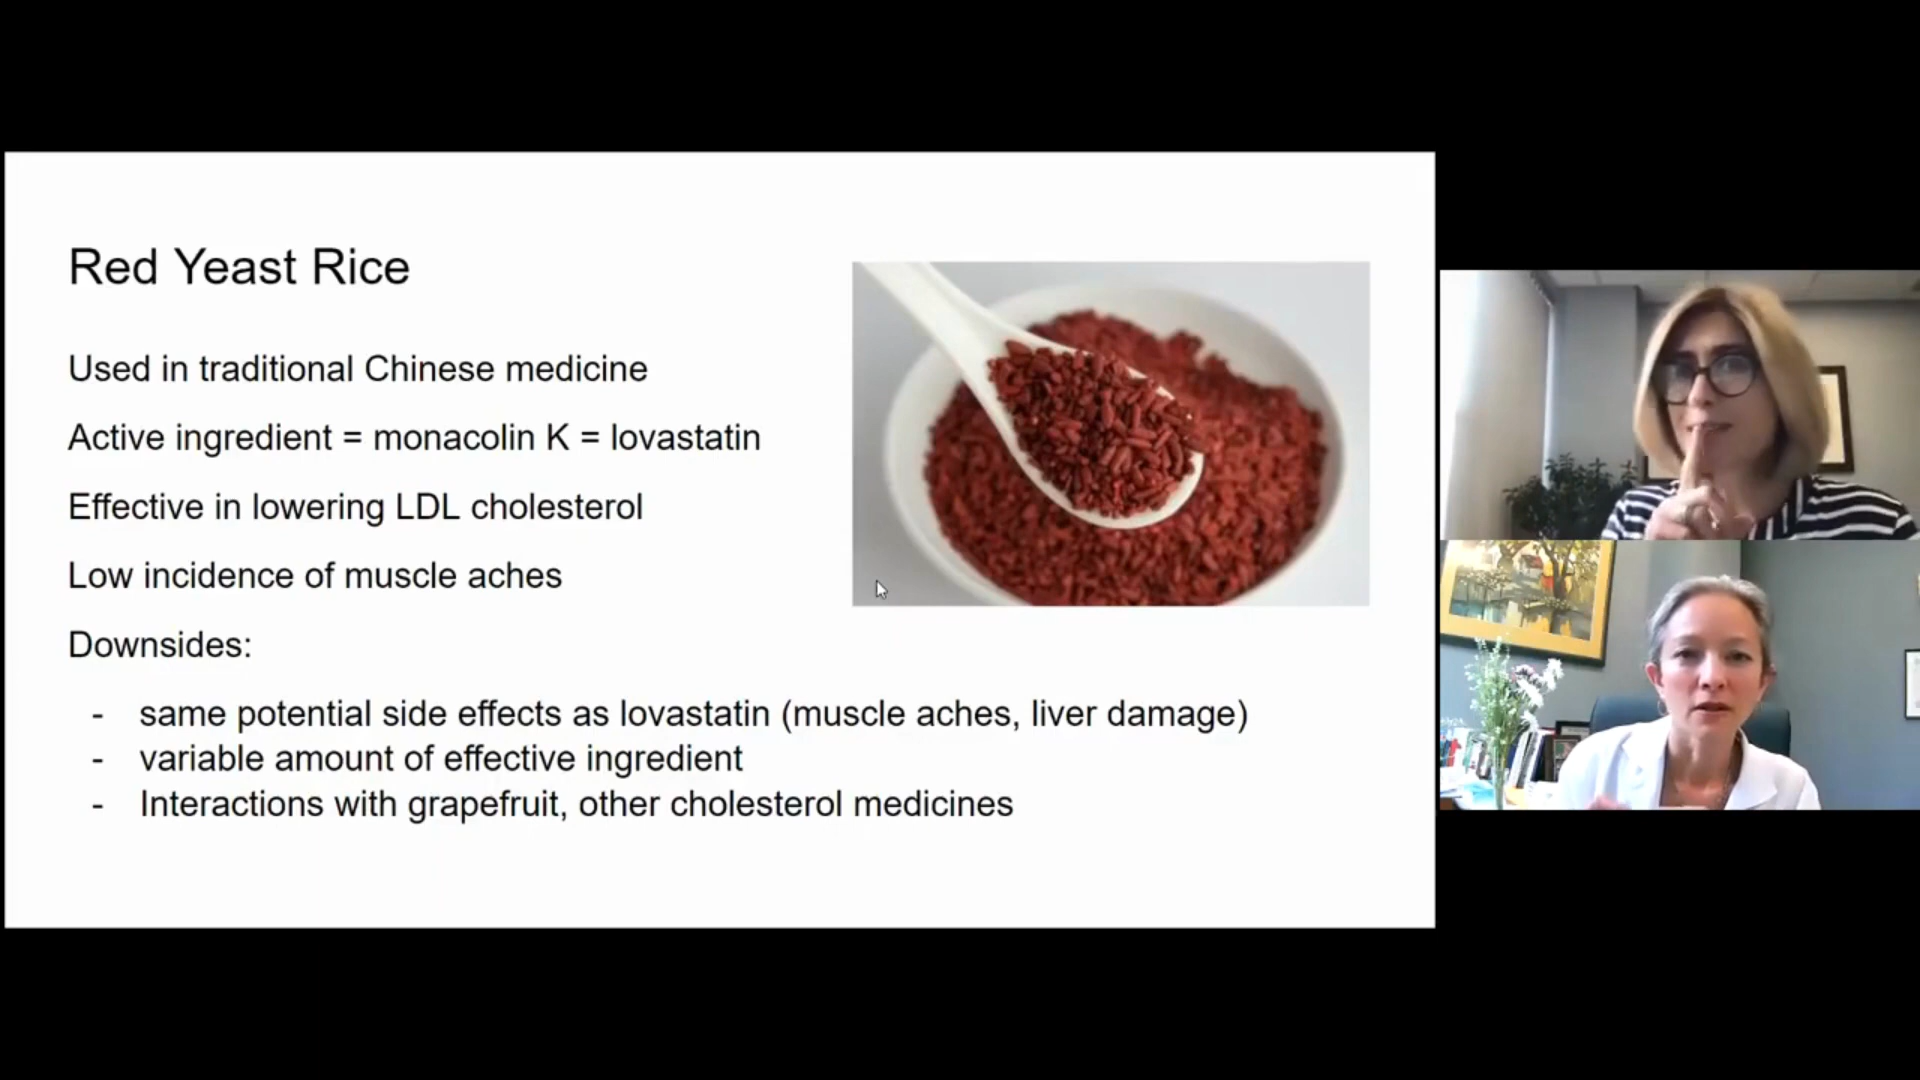 Red Yeast Rice
Used in traditional Chinese medicine
Active ingredient = monacolin K = lovastatin
Effective in lowering LDL cholesterol
Low incidence of muscle aches
Downsides:
- same potential side effects as lovastatin (muscle aches, liver damage)
- variable amount of effective ingredient
- Interactions with grapefruit, other cholesterol medicines